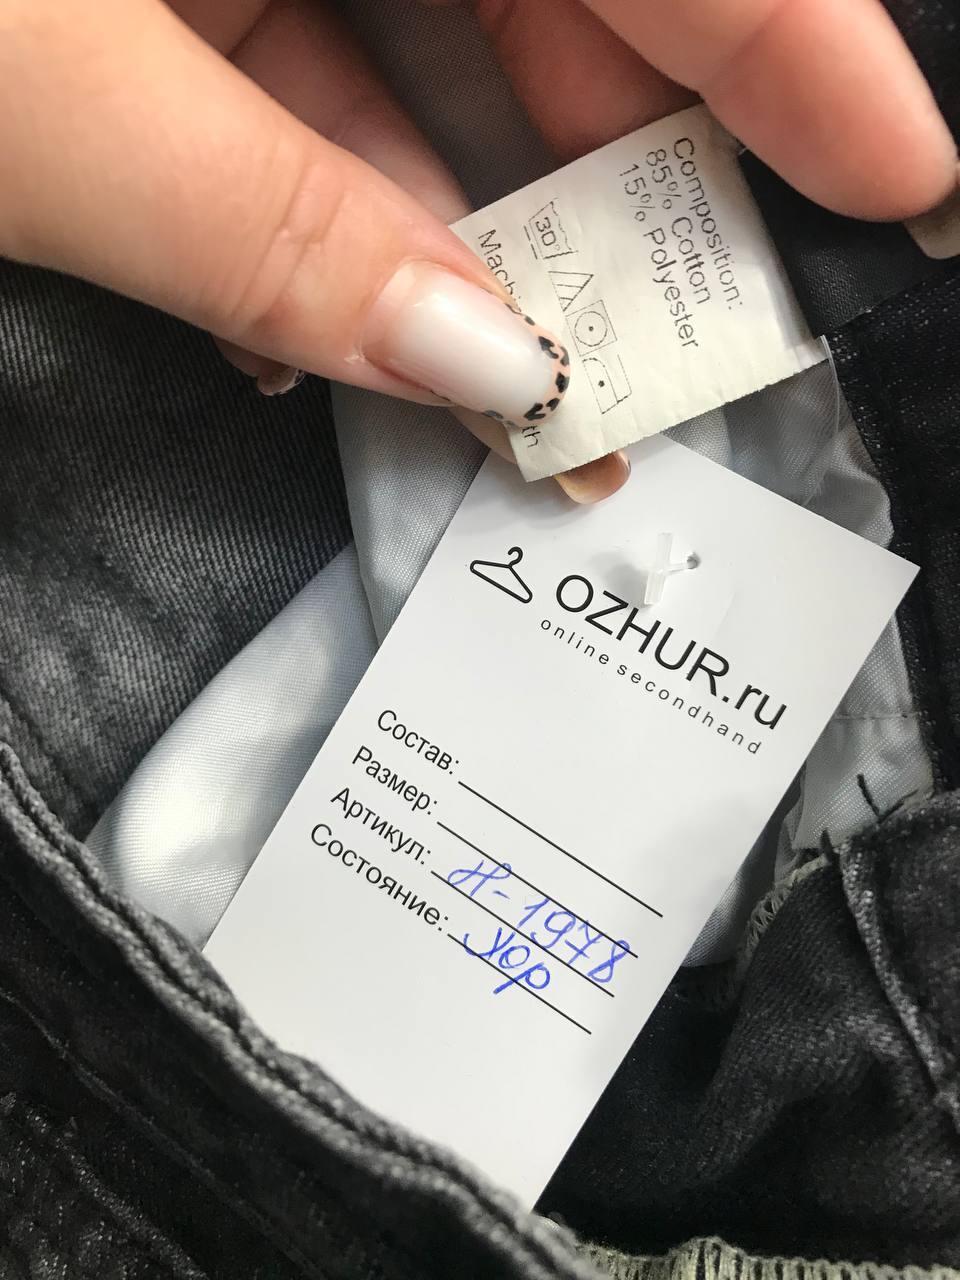 Composition:
85% Cotton
15% Polyester
30°
OZHUR.ru
online secondhand
Состав:
Размер:
Артикул: Н-1978
Состояние: Хор